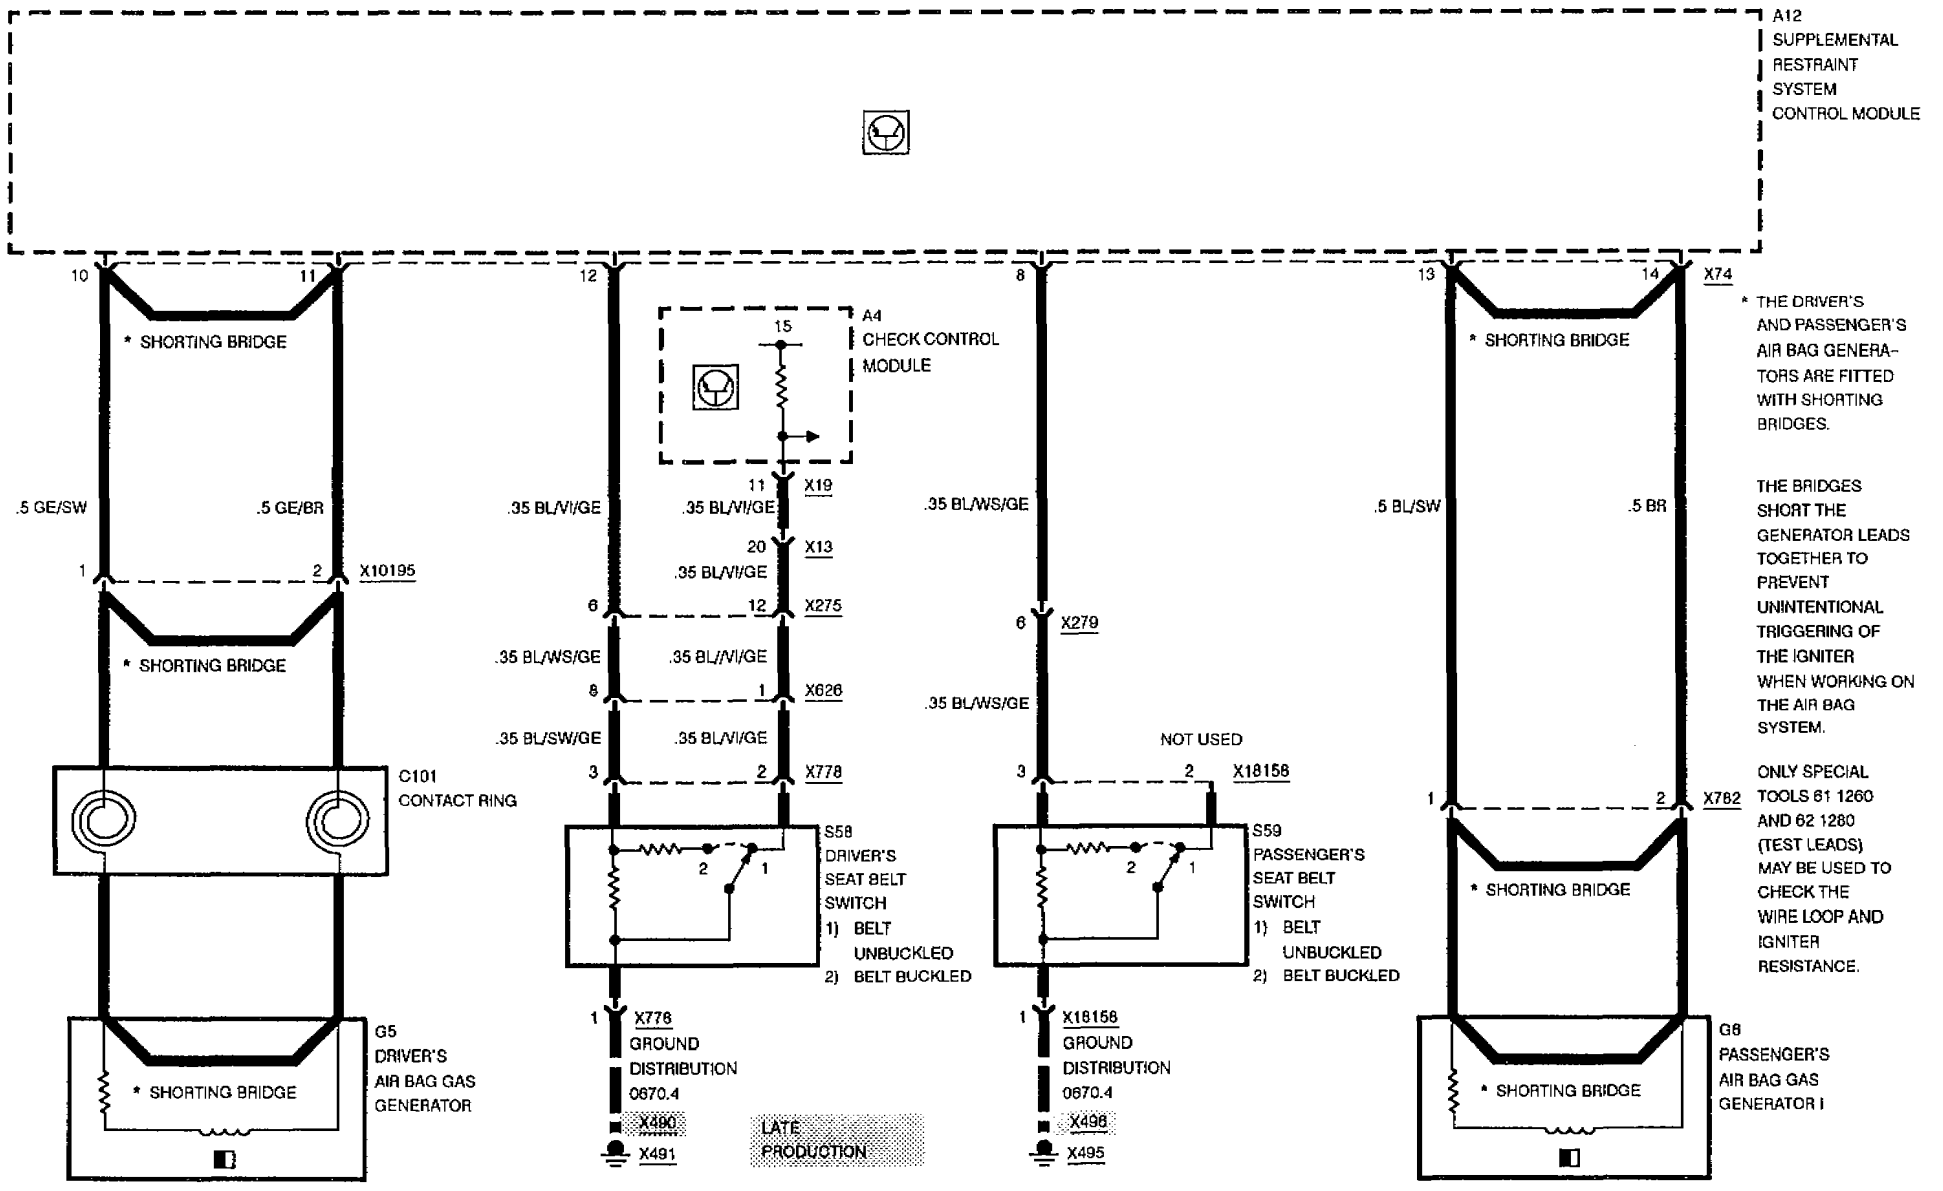 A12
SUPPLEMENTAL
RESTRAINT
SYSTEM
CONTROL MODULE
10
11
12
8
13
14
X74
* SHORTING BRIDGE
* SHORTING BRIDGE
15
A4
CHECK CONTROL
MODULE
* THE DRIVER'S
AND PASSENGER'S
AIR BAG GENERA-
TORS ARE FITTED
WITH SHORTING
BRIDGES.
THE BRIDGES
SHORT THE
GENERATOR LEADS
TOGETHER TO
PREVENT
UNINTENTIONAL
TRIGGERING OF
THE IGNITER
WHEN WORKING ON
THE AIR BAG
SYSTEM.
ONLY SPECIAL
TOOLS 61 1260
AND 62 1280
(TEST LEADS)
MAY BE USED TO
CHECK THE
WIRE LOOP AND
IGNITER
RESISTANCE.
11 X19
.5 GE/SW
.5 GE/BR
.35 BL/VI/GE
.35 BL/VI/GE
.35 BL/WS/GE
.5 BL/SW
.5 BR
20 X13
.35 BL/VI/GE
1
2 X10195
6
12 X275
6 X279
* SHORTING BRIDGE
.35 BL/WS/GE
.35 BL//VI/GE
8
1 X626
.35 BL/WS/GE
.35 BL/SW/GE
.35 BL/VI/GE
NOT USED
3
2 X778
3
2 X18156
1
2 X782
C101
CONTACT RING
2
1
S58
DRIVER'S
SEAT BELT
SWITCH
1) BELT
UNBUCKLED
2) BELT BUCKLED
2
1
S59
PASSENGER'S
SEAT BELT
SWITCH
1) BELT
UNBUCKLED
2) BELT BUCKLED
* SHORTING BRIDGE
1 X776
GROUND
DISTRIBUTION
0670.4
X490
X491
1 X18156
GROUND
DISTRIBUTION
0670.4
X496
X495
LATE
PRODUCTION
G5
DRIVER'S
AIR BAG GAS
GENERATOR
* SHORTING BRIDGE
G6
PASSENGER'S
AIR BAG GAS
GENERATOR I
* SHORTING BRIDGE